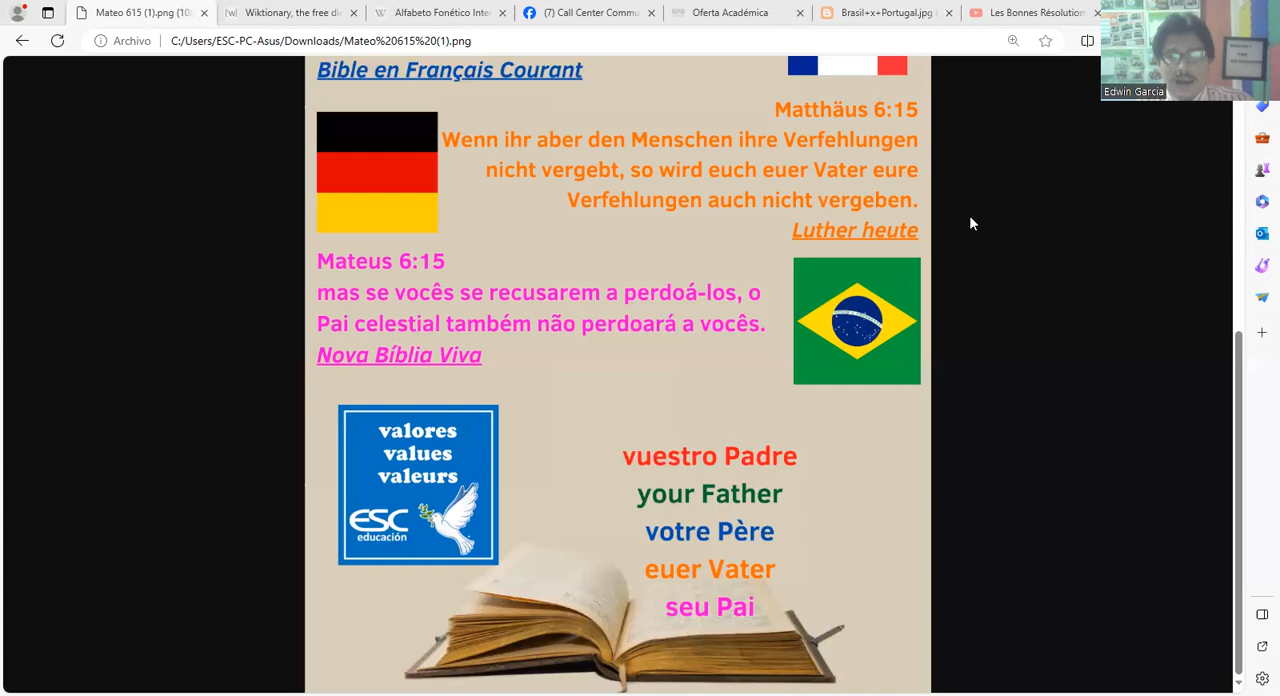 Mateo 615 (1).png (10
Wiktionary, the free di
Alfabeto Fonético Inte
(7) Call Center Commu
Oferta Académica
Brasil+x+Portugal.jpg
Les Bonnes Résolution
Archivo
C:/Users/ESC-PC-Asus/Downloads/Mateo%20615%20(1).png
Edwin Garcia
Bible en Français Courant
Matthäus 6:15
Wenn ihr aber den Menschen ihre Verfehlungen
nicht vergebt, so wird euch euer Vater eure
Verfehlungen auch nicht vergeben.
Luther heute
Mateus 6:15
mas se vocês se recusarem a perdoá-los, o
Pai celestial também não perdoará a vocês.
Nova Bíblia Viva
valores
values
valeurs
ESC
educación
vuestro Padre
your Father
votre Père
euer Vater
seu Pai